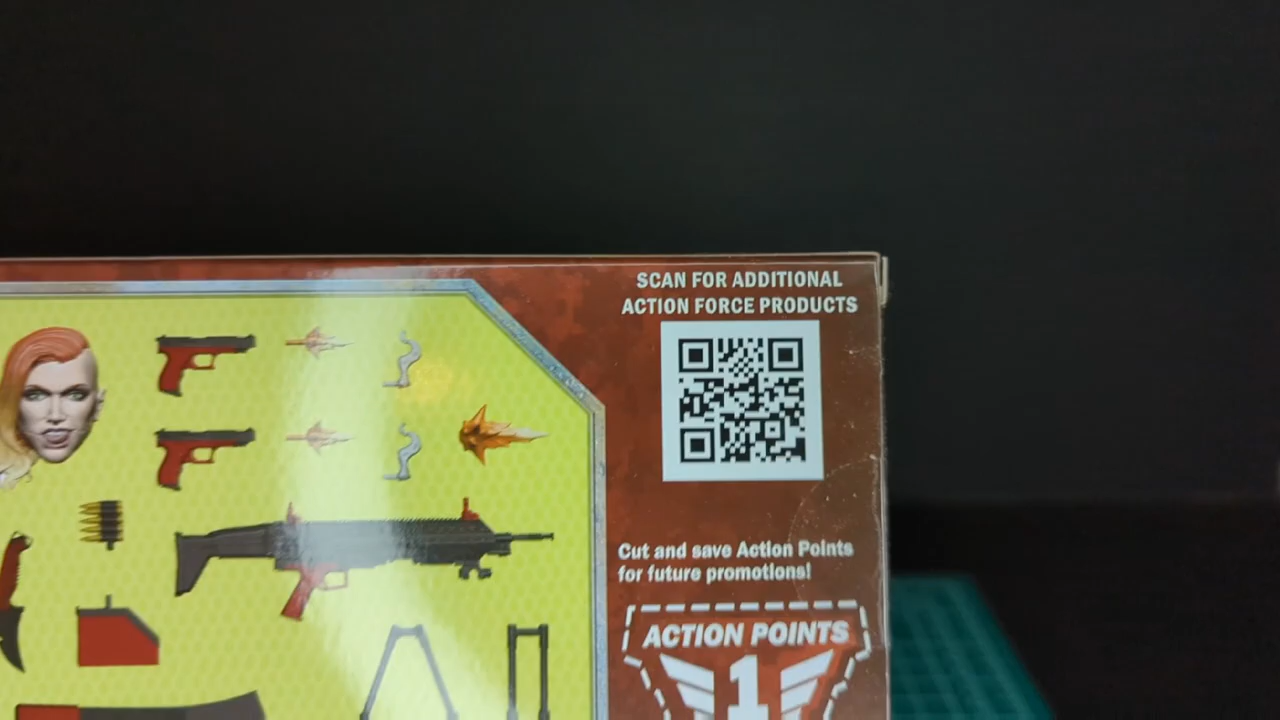 SCAN FOR ADDITIONAL
ACTION FORCE PRODUCTS
Cut and save Action Points
for future promotions!
ACTION POINTS
1